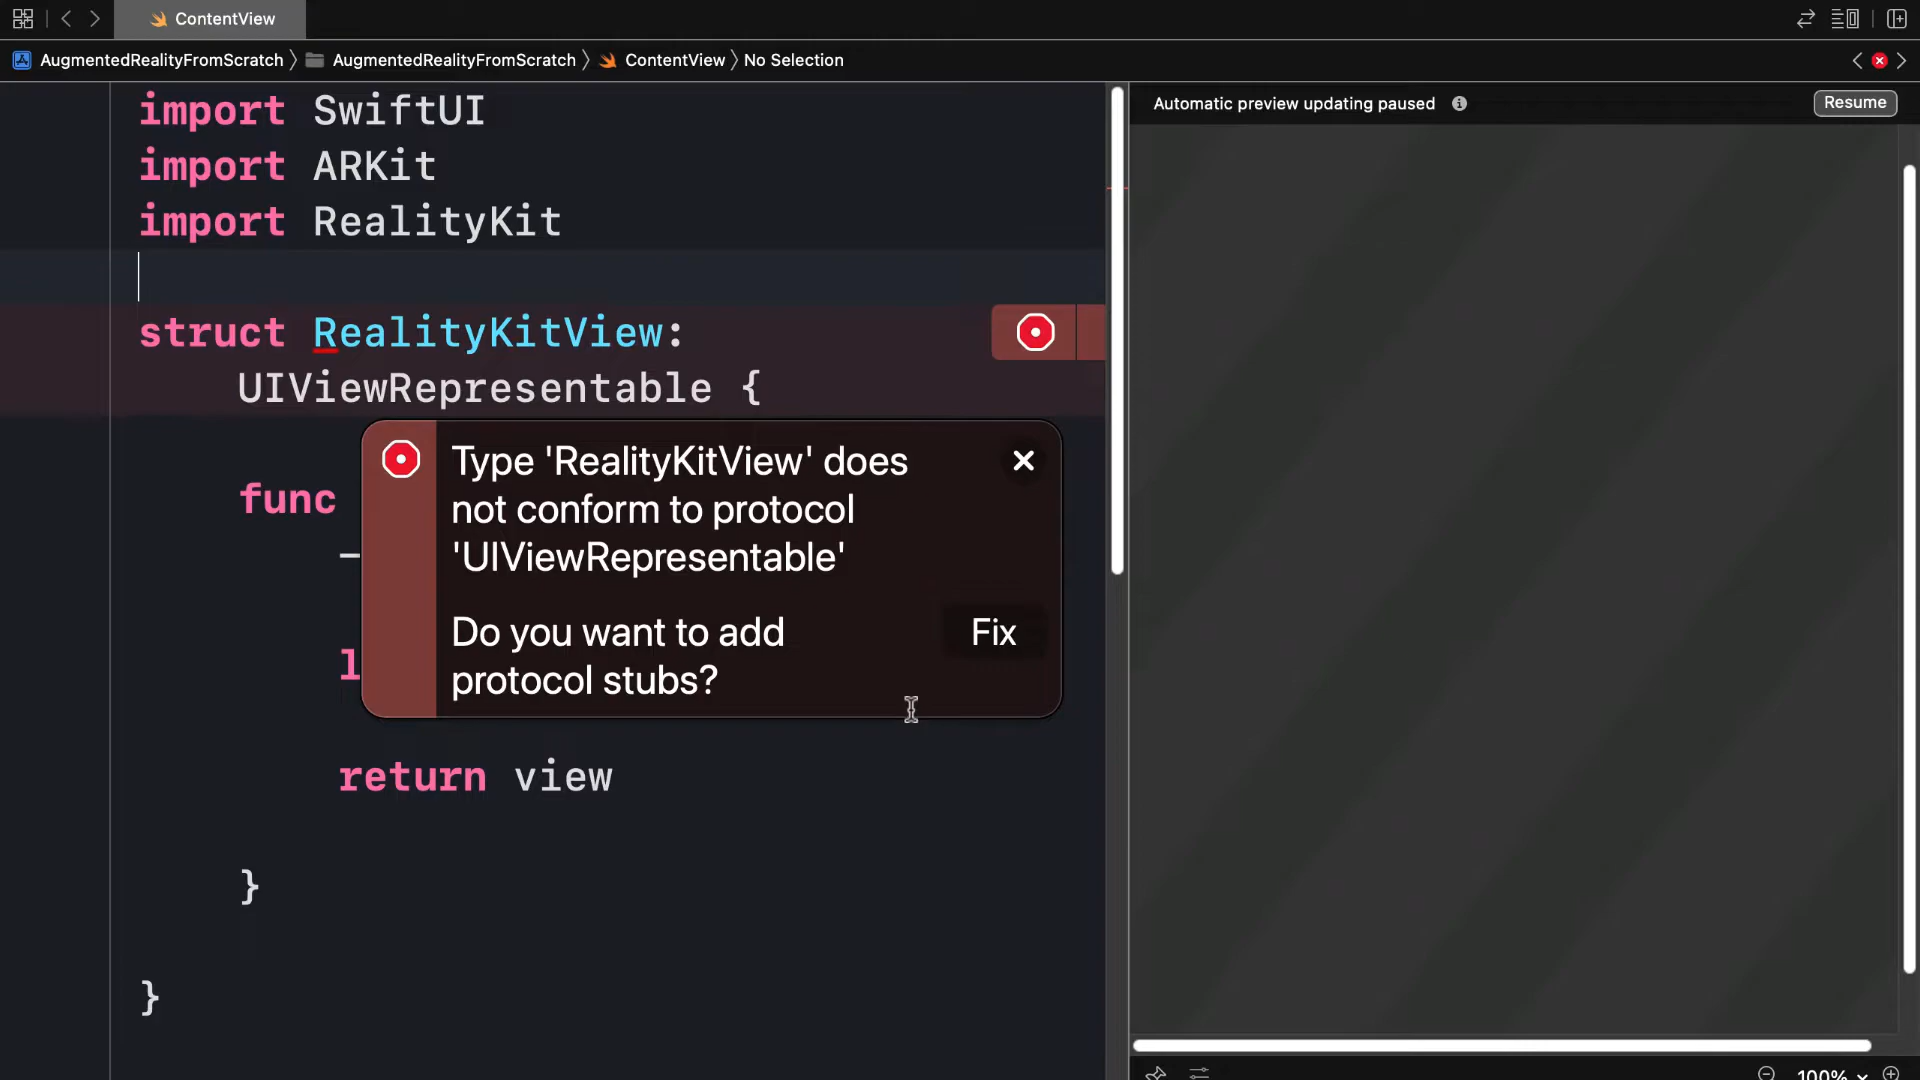 ContentView
AugmentedRealityFromScratch 〉 AugmentedRealityFromScratch 〉 ContentView 〉 No Selection
import SwiftUI
import ARKit
import RealityKit
struct RealityKitView:
UIViewRepresentable {
func
Type 'RealityKitView' does
not conform to protocol
'UIViewRepresentable'
Do you want to add
protocol stubs?
Fix
return view
}
}
Automatic preview updating paused
Resume
100%